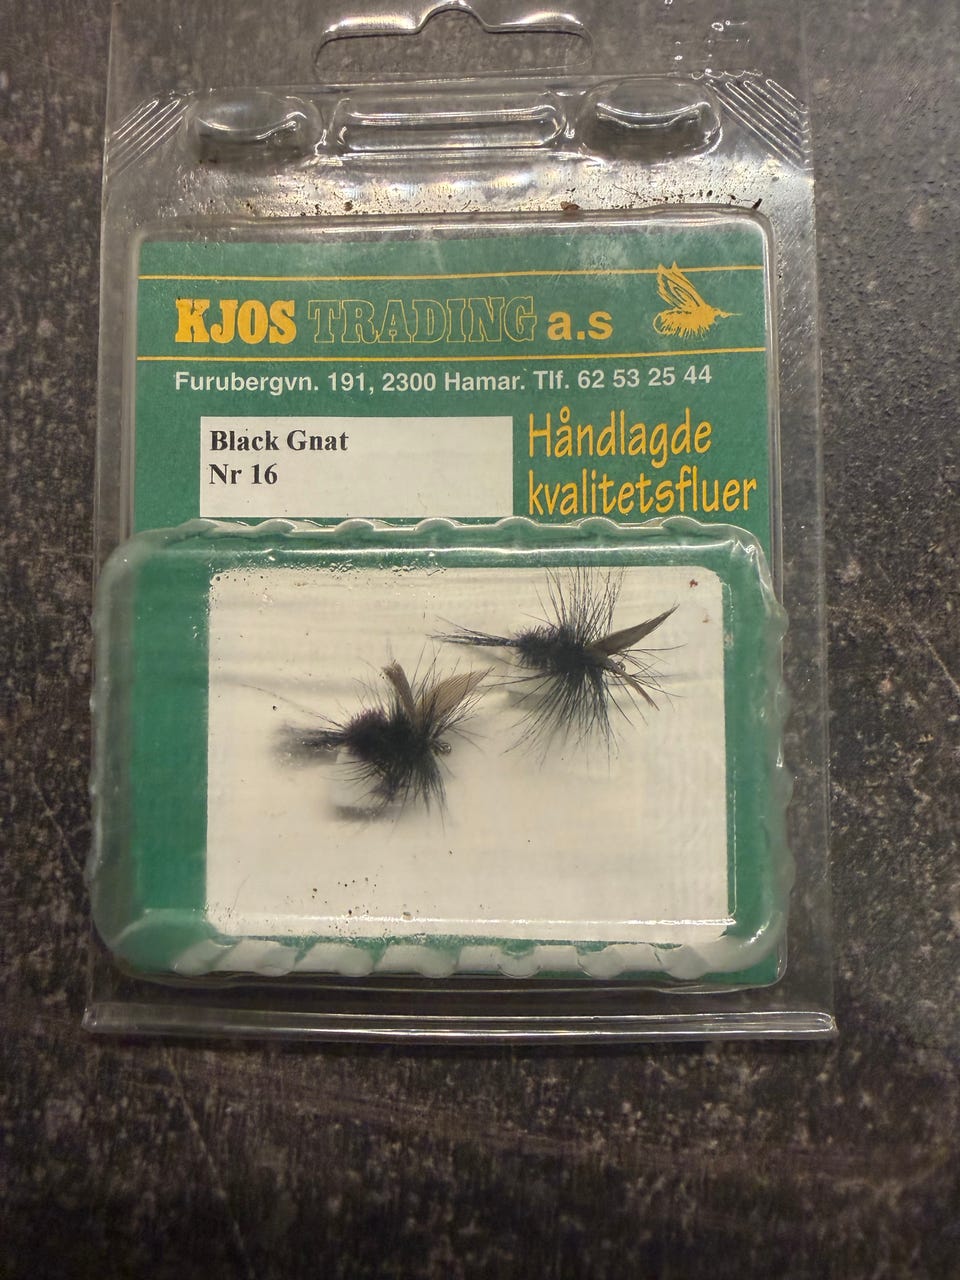 KJOS TRADING a.s
Furubergvn. 191, 2300 Hamar. Tlf. 62 53 25 44
Black Gnat
Nr 16
Håndlagde
kvalitetsfluer